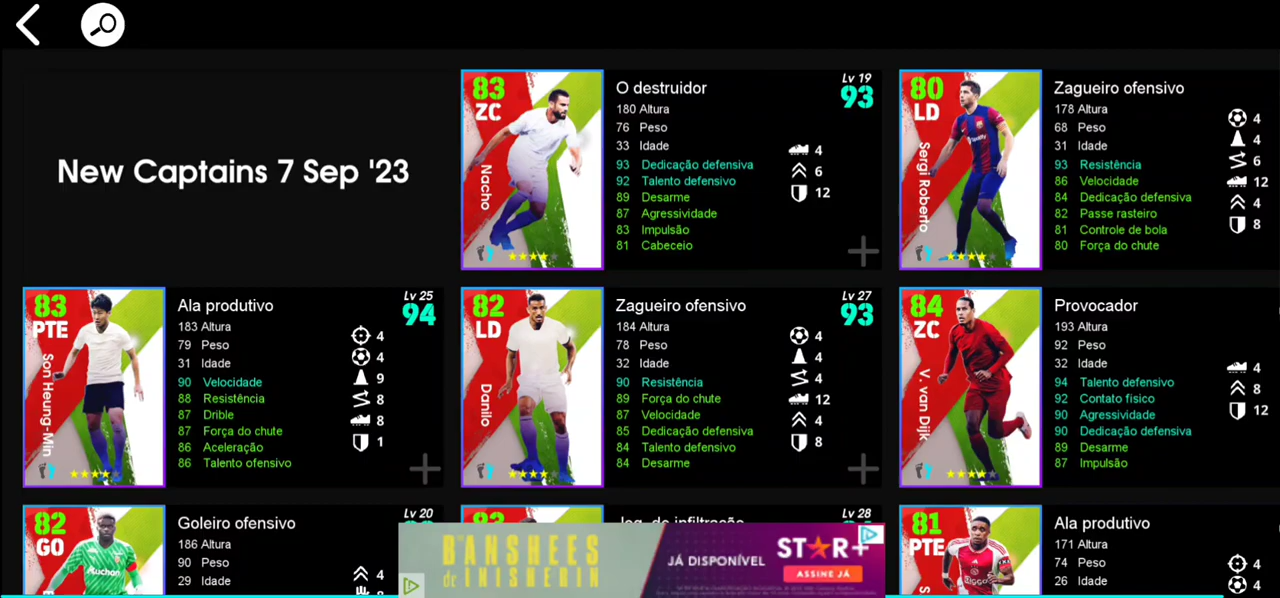 New Captains 7 Sep '23
83
ZC
Nacho
O destruidor
180 Altura
76 Peso
33 Idade
93 Dedicação defensiva
92 Talento defensivo
89 Desarme
87 Agressividade
83 Impulsão
81 Cabeceio
Lv 19
93
4
6
12
80
LD
Sergi Roberto
Zagueiro ofensivo
178 Altura
68 Peso
31 Idade
93 Resistência
86 Velocidade
84 Dedicação defensiva
82 Passe rasteiro
81 Controle de bola
80 Força do chute
4
4
6
12
4
8
83
PTE
Son Heung-Min
Ala produtivo
183 Altura
79 Peso
31 Idade
90 Velocidade
88 Resistência
87 Drible
87 Força do chute
86 Aceleração
86 Talento ofensivo
Lv 25
94
4
4
9
8
8
1
82
LD
Danilo
Zagueiro ofensivo
184 Altura
78 Peso
32 Idade
90 Resistência
89 Força do chute
87 Velocidade
85 Dedicação defensiva
84 Talento defensivo
84 Desarme
Lv 27
93
4
4
4
12
4
8
84
ZC
V. van Dijk
Provocador
193 Altura
92 Peso
32 Idade
94 Talento defensivo
92 Contato físico
90 Agressividade
90 Dedicação defensiva
89 Desarme
87 Impulsão
4
8
12
82
GO
Auchan
Goleiro ofensivo
186 Altura
90 Peso
29 Idade
Lv 20
4
8
Jog. de infiltração
Lv 28
BANSHEES
de INISHERIN
JÁ DISPONÍVEL
STAR+
ASSINE JÁ
81
PTE
Ala produtivo
171 Altura
74 Peso
26 Idade
4
4